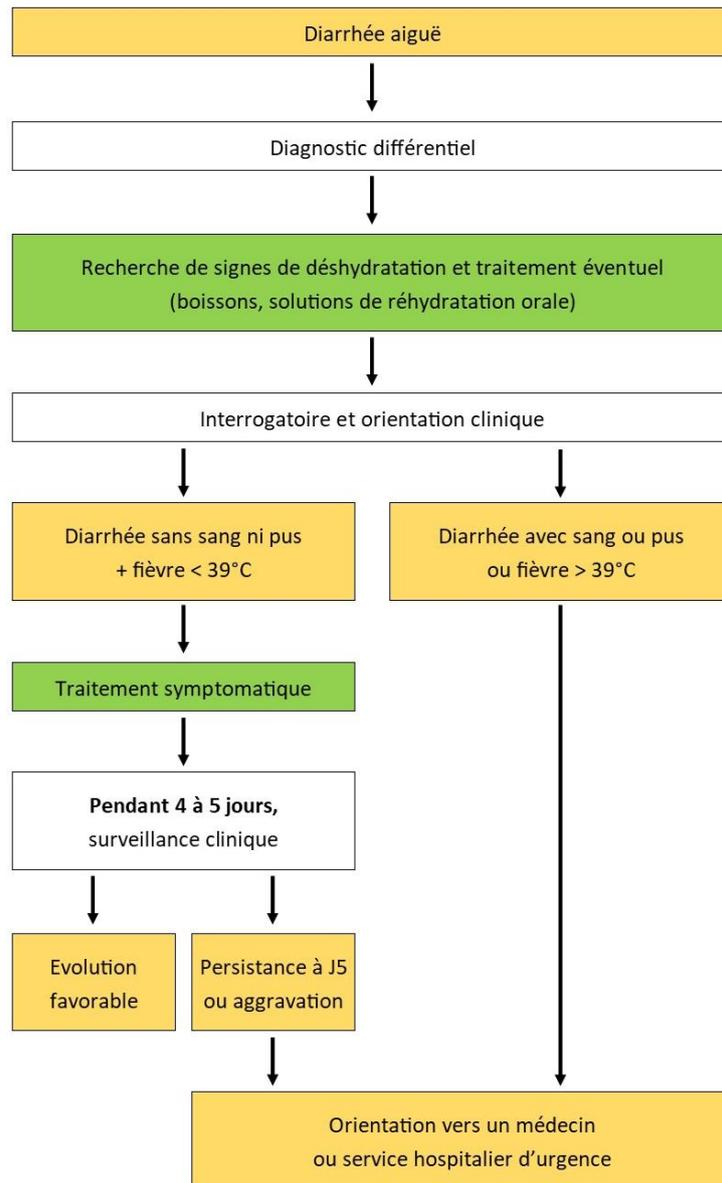 Diarrhée aiguë
Diagnostic différentiel
Recherche de signes de déshydratation et traitement éventuel
(boissons, solutions de réhydratation orale)
Interrogatoire et orientation clinique
Diarrhée sans sang ni pus
+ fièvre < 39°C
Diarrhée avec sang ou pus
ou fièvre > 39°C
Traitement symptomatique
Pendant 4 à 5 jours,
surveillance clinique
Evolution
favorable
Persistance à J5
ou aggravation
Orientation vers un médecin
ou service hospitalier d'urgence